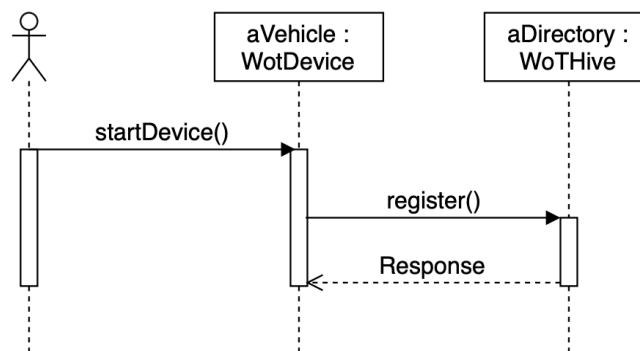 aVehicle :
WotDevice
aDirectory :
WoTHive
startDevice()
register()
Response